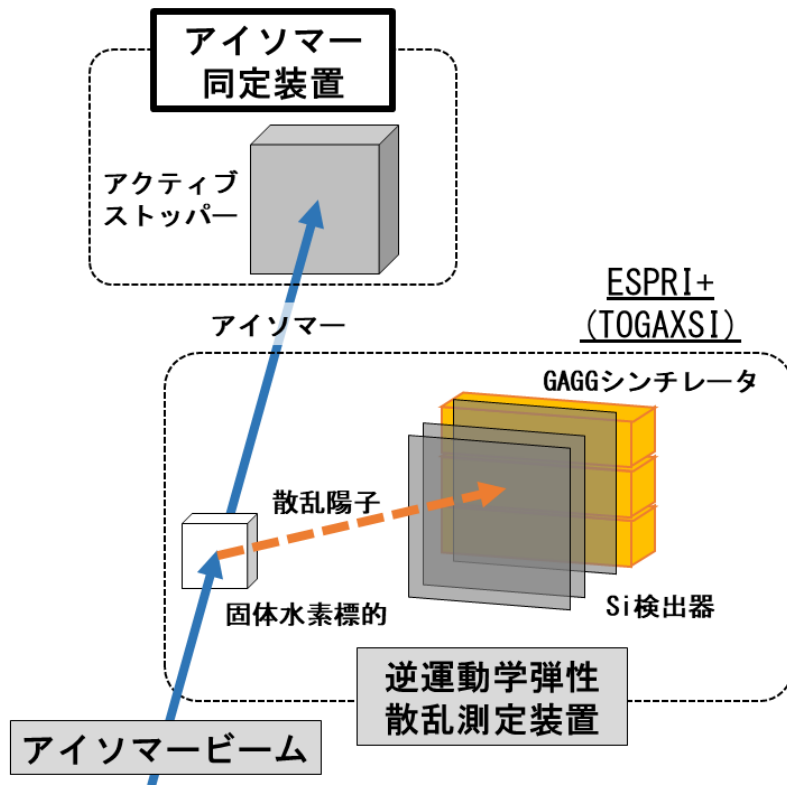 アイソマー
同定装置
アクティブ
ストッパー
アイソマー
ESPRI+
(TOGAXSI)
GAGGシンチレータ
散乱陽子
固体水素標的
Si検出器
逆運動学弾性
散乱測定装置
アイソマービーム